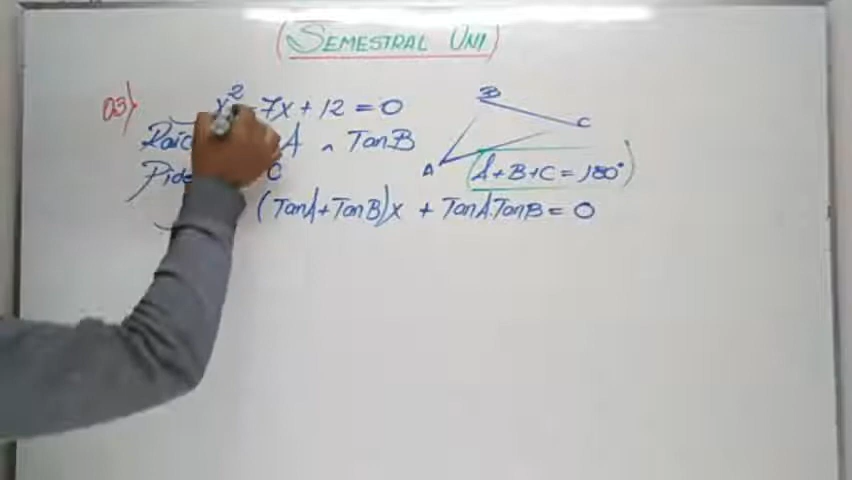 (SEMESTRAL UNI)
03) x² - 7x + 12 = 0
A ∧ TanB
C
B
C
A
(A+B+C = 180°)
(TanA+TanB)x + TanA.TanB = 0